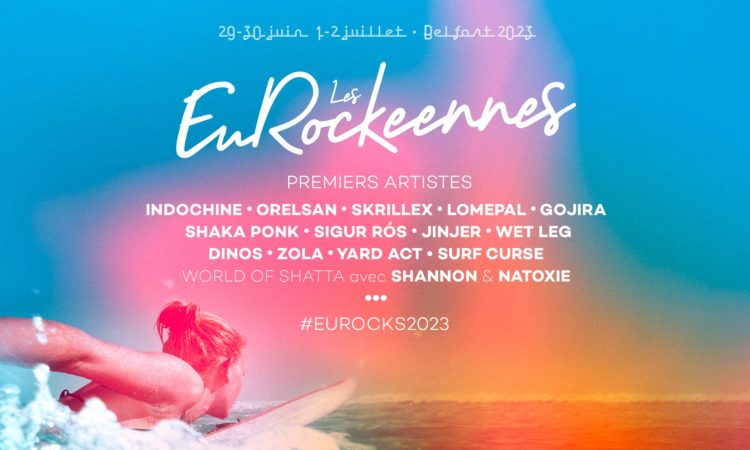 29-30 juin 1-2 juillet • Belfort 2023
Les
EuRockeennes
PREMIERS ARTISTES
INDOCHINE • ORELSAN • SKRILLEX • LOMEPAL • GOJIRA
SHAKA PONK • SIGUR RÓS • JINJER • WET LEG
DINOS • ZOLA • YARD ACT • SURF CURSE
WORLD OF SHATTA avec SHANNON & NATOXIE
•••
#EUROCKS2023